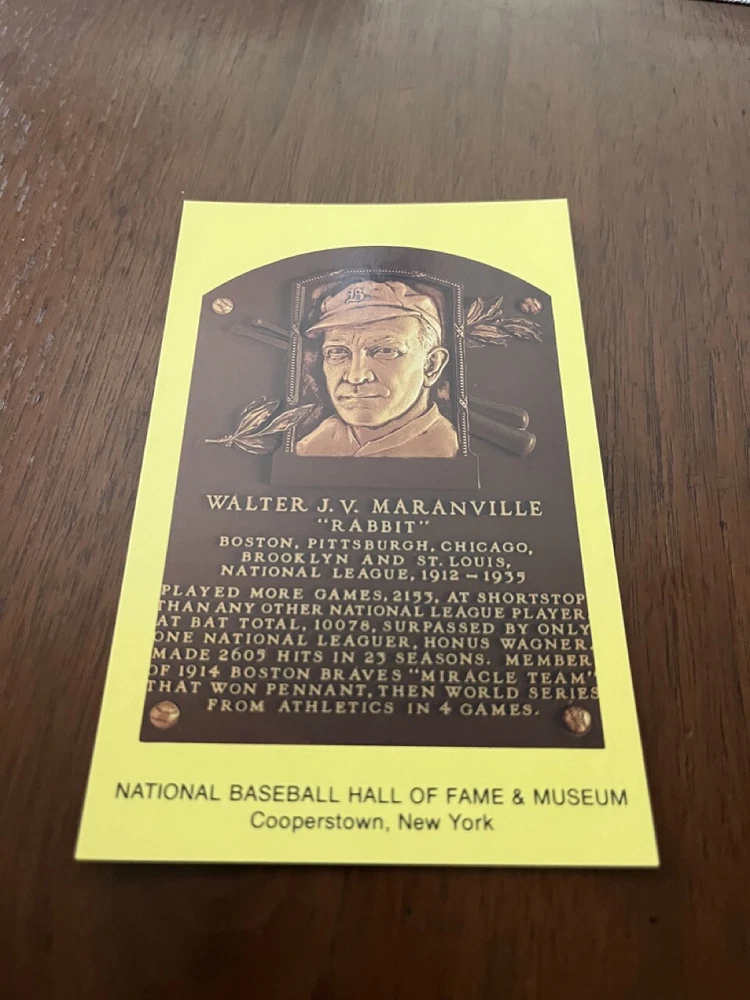 B
WALTER J. V. MARANVILLE
"RABBIT"
BOSTON, PITTSBURGH, CHICAGO,
BROOKLYN AND ST. LOUIS,
NATIONAL LEAGUE, 1912 – 1935
PLAYED MORE GAMES, 2153, AT SHORTSTOP
THAN ANY OTHER NATIONAL LEAGUE PLAYER.
AT BAT TOTAL, 10078, SURPASSED BY ONLY
ONE NATIONAL LEAGUER, HONUS WAGNER.
MADE 2605 HITS IN 23 SEASONS. MEMBER
OF 1914 BOSTON BRAVES "MIRACLE TEAM"
THAT WON PENNANT, THEN WORLD SERIES
FROM ATHLETICS IN 4 GAMES.
NATIONAL BASEBALL HALL OF FAME & MUSEUM
Cooperstown, New York